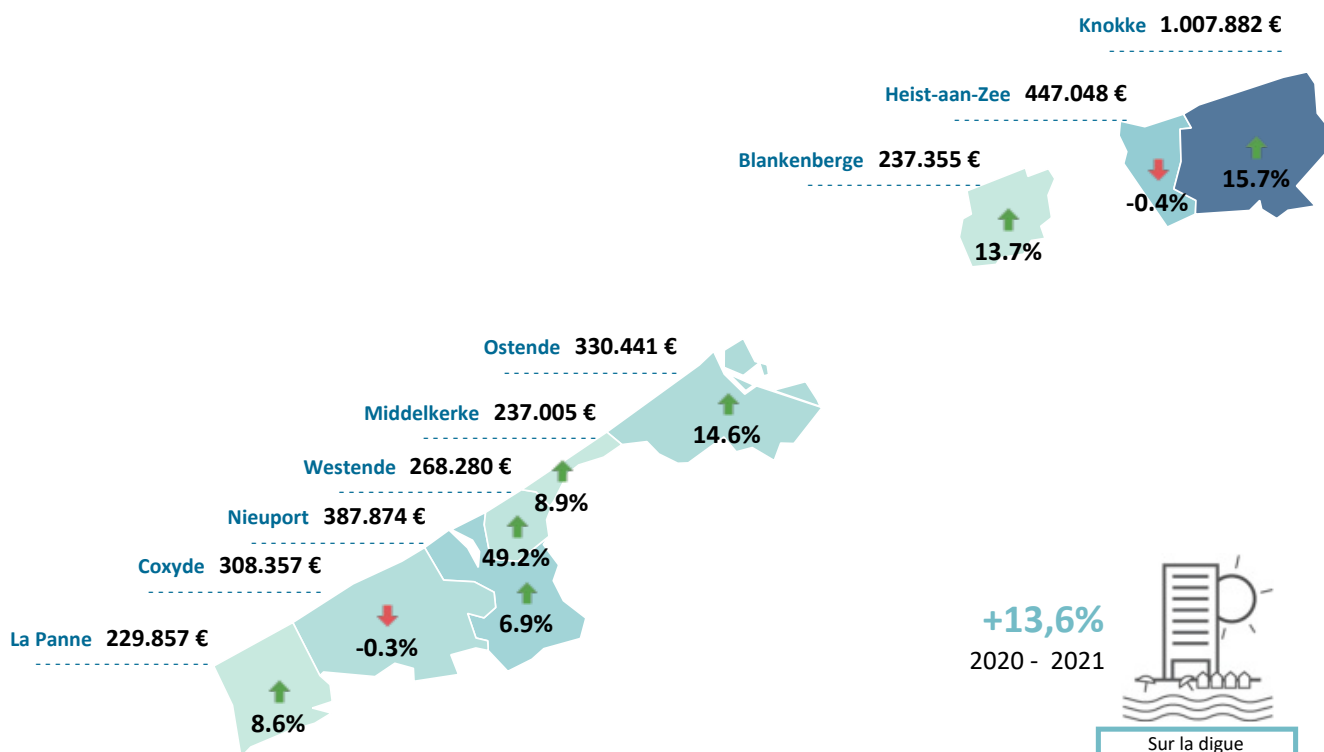 Knokke 1.007.882 €
Heist-aan-Zee 447.048 €
Blankenberge 237.355 €
15.7%
-0.4%
13.7%
Ostende 330.441 €
Middelkerke 237.005 €
14.6%
Westende 268.280 €
8.9%
Nieuport 387.874 €
49.2%
Coxyde 308.357 €
6.9%
La Panne 229.857 €
-0.3%
8.6%
+13,6%
2020 - 2021
Sur la digue